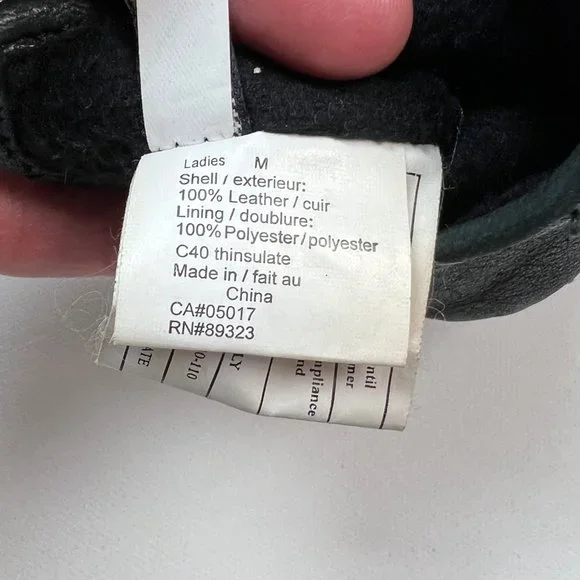 Ladies M
Shell / exterieur:
100% Leather / cuir
Lining / doublure:
100% Polyester/polyester
C40 thinsulate
Made in / fait au
China
CA#05017
RN#89323